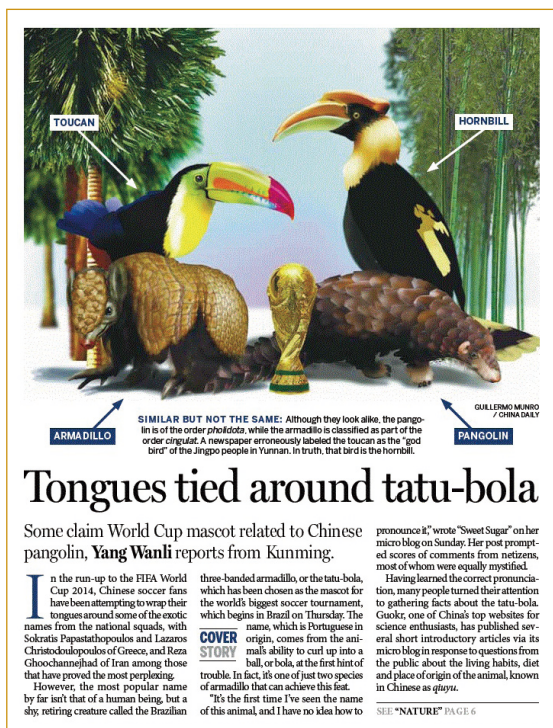 TOUCAN
HORNBILL
GUILLERMO MUNRO
/ CHINA DAILY
ARMADILLO
PANGOLIN
SIMILAR BUT NOT THE SAME: Although they look alike, the pango-
lin is of the order pholidota, while the armadillo is classified as part of the
order cingulat. A newspaper erroneously labeled the toucan as the "god
bird" of the Jingpo people in Yunnan. In truth, that bird is the hornbill.
Tongues tied around tatu-bola
Some claim World Cup mascot related to Chinese
pangolin, Yang Wanli reports from Kunming.
In the run-up to the FIFA World
Cup 2014, Chinese soccer fans
have been attempting to wrap their
tongues around some of the exotic
names from the national squads, with
Sokratis Papastathopoulos and Lazaros
Christodoulopoulos of Greece, and Reza
Ghoochannejhad of Iran among those
that have proved the most perplexing.
However, the most popular name
by far isn't that of a human being, but a
shy, retiring creature called the Brazilian
three-banded armadillo, or the tatu-bola,
which has been chosen as the mascot for
the world's biggest soccer tournament,
which begins in Brazil on Thursday. The
name, which is Portuguese in
origin, comes from the ani-
mal's ability to curl up into a
ball, or bola, at the first hint of
trouble. In fact, it's one of just two species
of armadillo that can achieve this feat.
"It's the first time I've seen the name
of this animal, and I have no idea how to
COVER
STORY
pronounce it," wrote "Sweet Sugar" on her
micro blog on Sunday. Her post prompt-
ed scores of comments from netizens,
most of whom were equally mystified.
Having learned the correct pronuncia-
tion, many people turned their attention
to gathering facts about the tatu-bola.
Guokr, one of China's top websites for
science enthusiasts, has published sev-
eral short introductory articles via its
micro blog in response to questions from
the public about the living habits, diet
and place of origin of the animal, known
in Chinese as qiuyu.
SEE "NATURE" PAGE 6